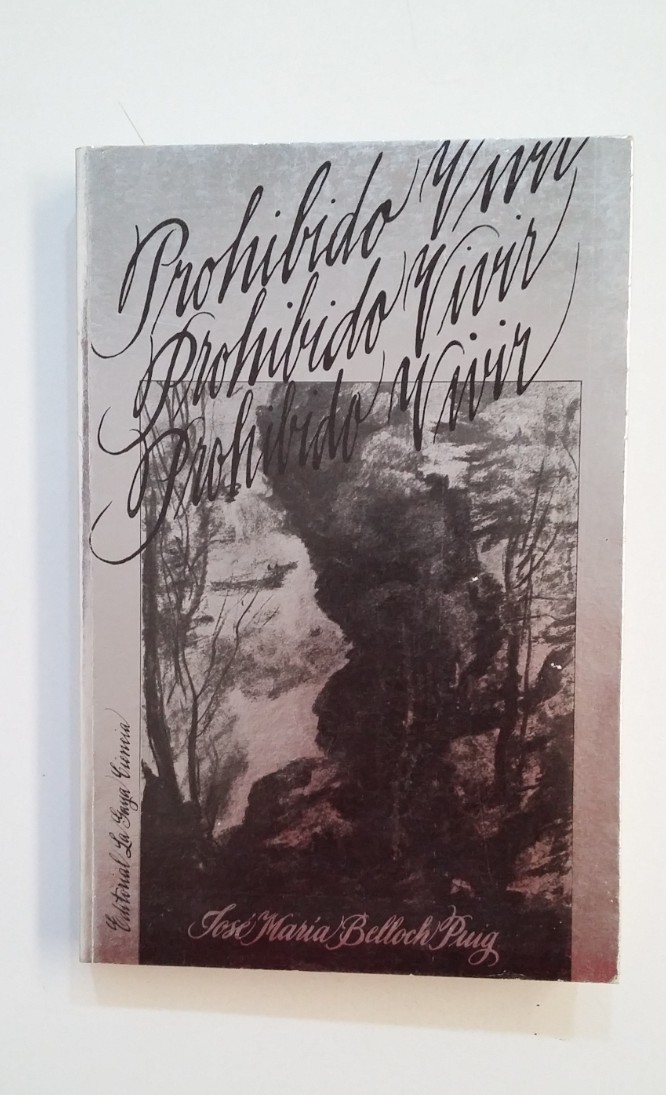 Prohibido Vivir
Prohibido Vivir
Prohibido Vivir
Editorial La Gaya Ciencia
José María Belloch Puig